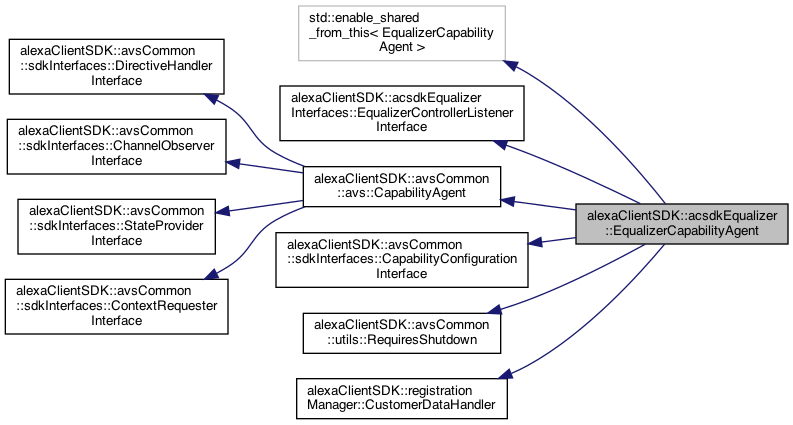 std::enable_shared
_from_this< EqualizerCapability
Agent >
alexaClientSDK::avsCommon
::sdkInterfaces::DirectiveHandler
Interface
alexaClientSDK::acsdkEqualizer
Interfaces::EqualizerControllerListener
Interface
alexaClientSDK::avsCommon
::sdkInterfaces::ChannelObserver
Interface
alexaClientSDK::avsCommon
::avs::CapabilityAgent
alexaClientSDK::avsCommon
::sdkInterfaces::StateProvider
Interface
alexaClientSDK::acsdkEqualizer
::EqualizerCapabilityAgent
alexaClientSDK::avsCommon
::sdkInterfaces::CapabilityConfiguration
Interface
alexaClientSDK::avsCommon
::sdkInterfaces::ContextRequester
Interface
alexaClientSDK::avsCommon
::utils::RequiresShutdown
alexaClientSDK::registration
Manager::CustomerDataHandler